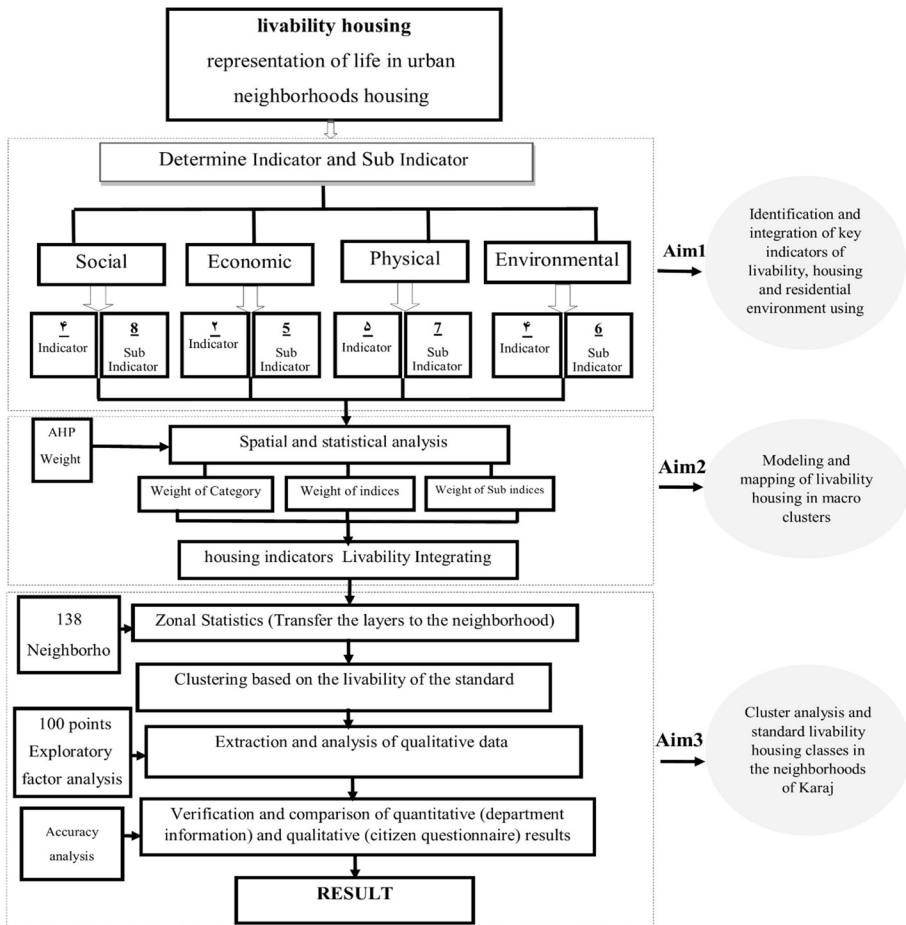 livability housing
representation of life in urban
neighborhoods housing
Determine Indicator and Sub Indicator
Social
Economic
Physical
Environmental
۴
Indicator
8
Sub
Indicator
۲
Indicator
5
Sub
Indicator
۵
Indicator
7
Sub
Indicator
۴
Indicator
6
Sub
Indicator
Aim1
Identification and
integration of key
indicators of
livability, housing
and residential
environment using
AHP
Weight
Spatial and statistical analysis
Weight of Category
Weight of indices
Weight of Sub indices
housing indicators Livability Integrating
Aim2
Modeling and
mapping of livability
housing in macro
clusters
138
Neighborho
Zonal Statistics (Transfer the layers to the neighborhood)
Clustering based on the livability of the standard
100 points
Exploratory
factor analysis
Extraction and analysis of qualitative data
Accuracy
analysis
Verification and comparison of quantitative (department
information) and qualitative (citizen questionnaire) results
RESULT
Aim3
Cluster analysis and
standard livability
housing classes in
the neighborhoods
of Karaj